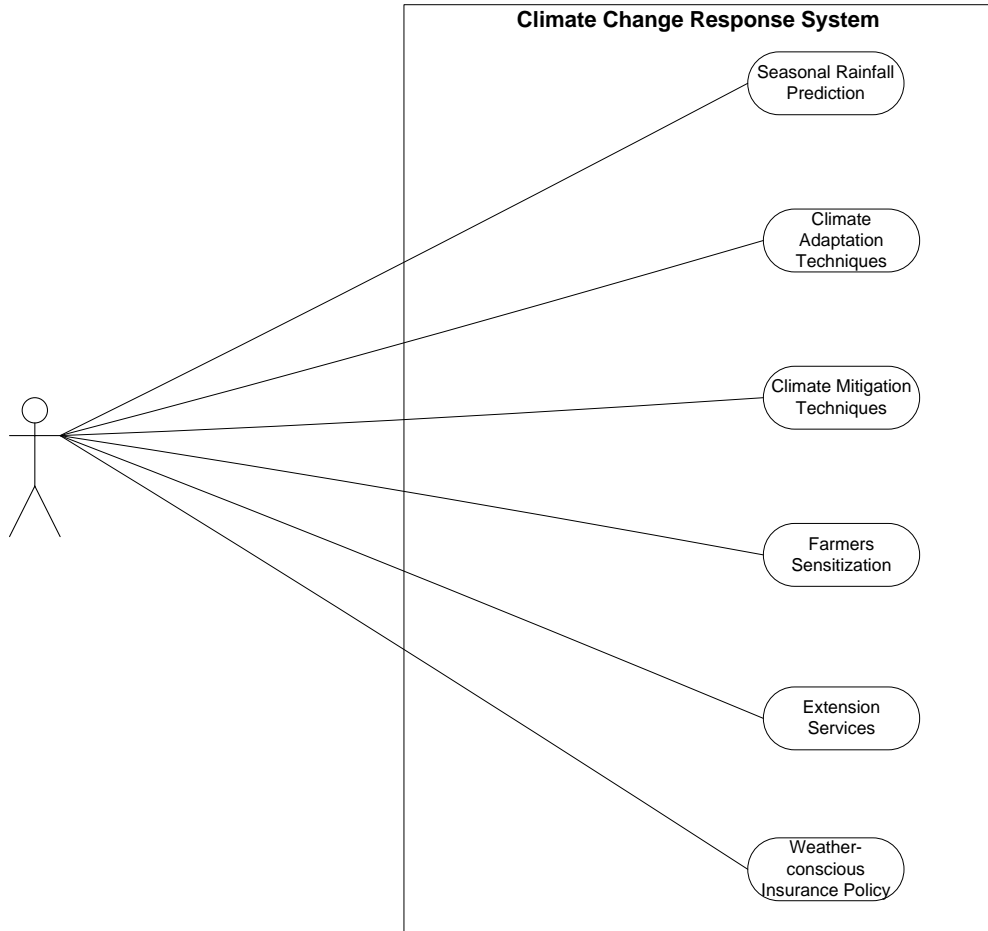 Climate Change Response System
Seasonal Rainfall
Prediction
Climate
Adaptation
Techniques
Climate Mitigation
Techniques
Farmers
Sensitization
Extension
Services
Weather-
conscious
Insurance Policy